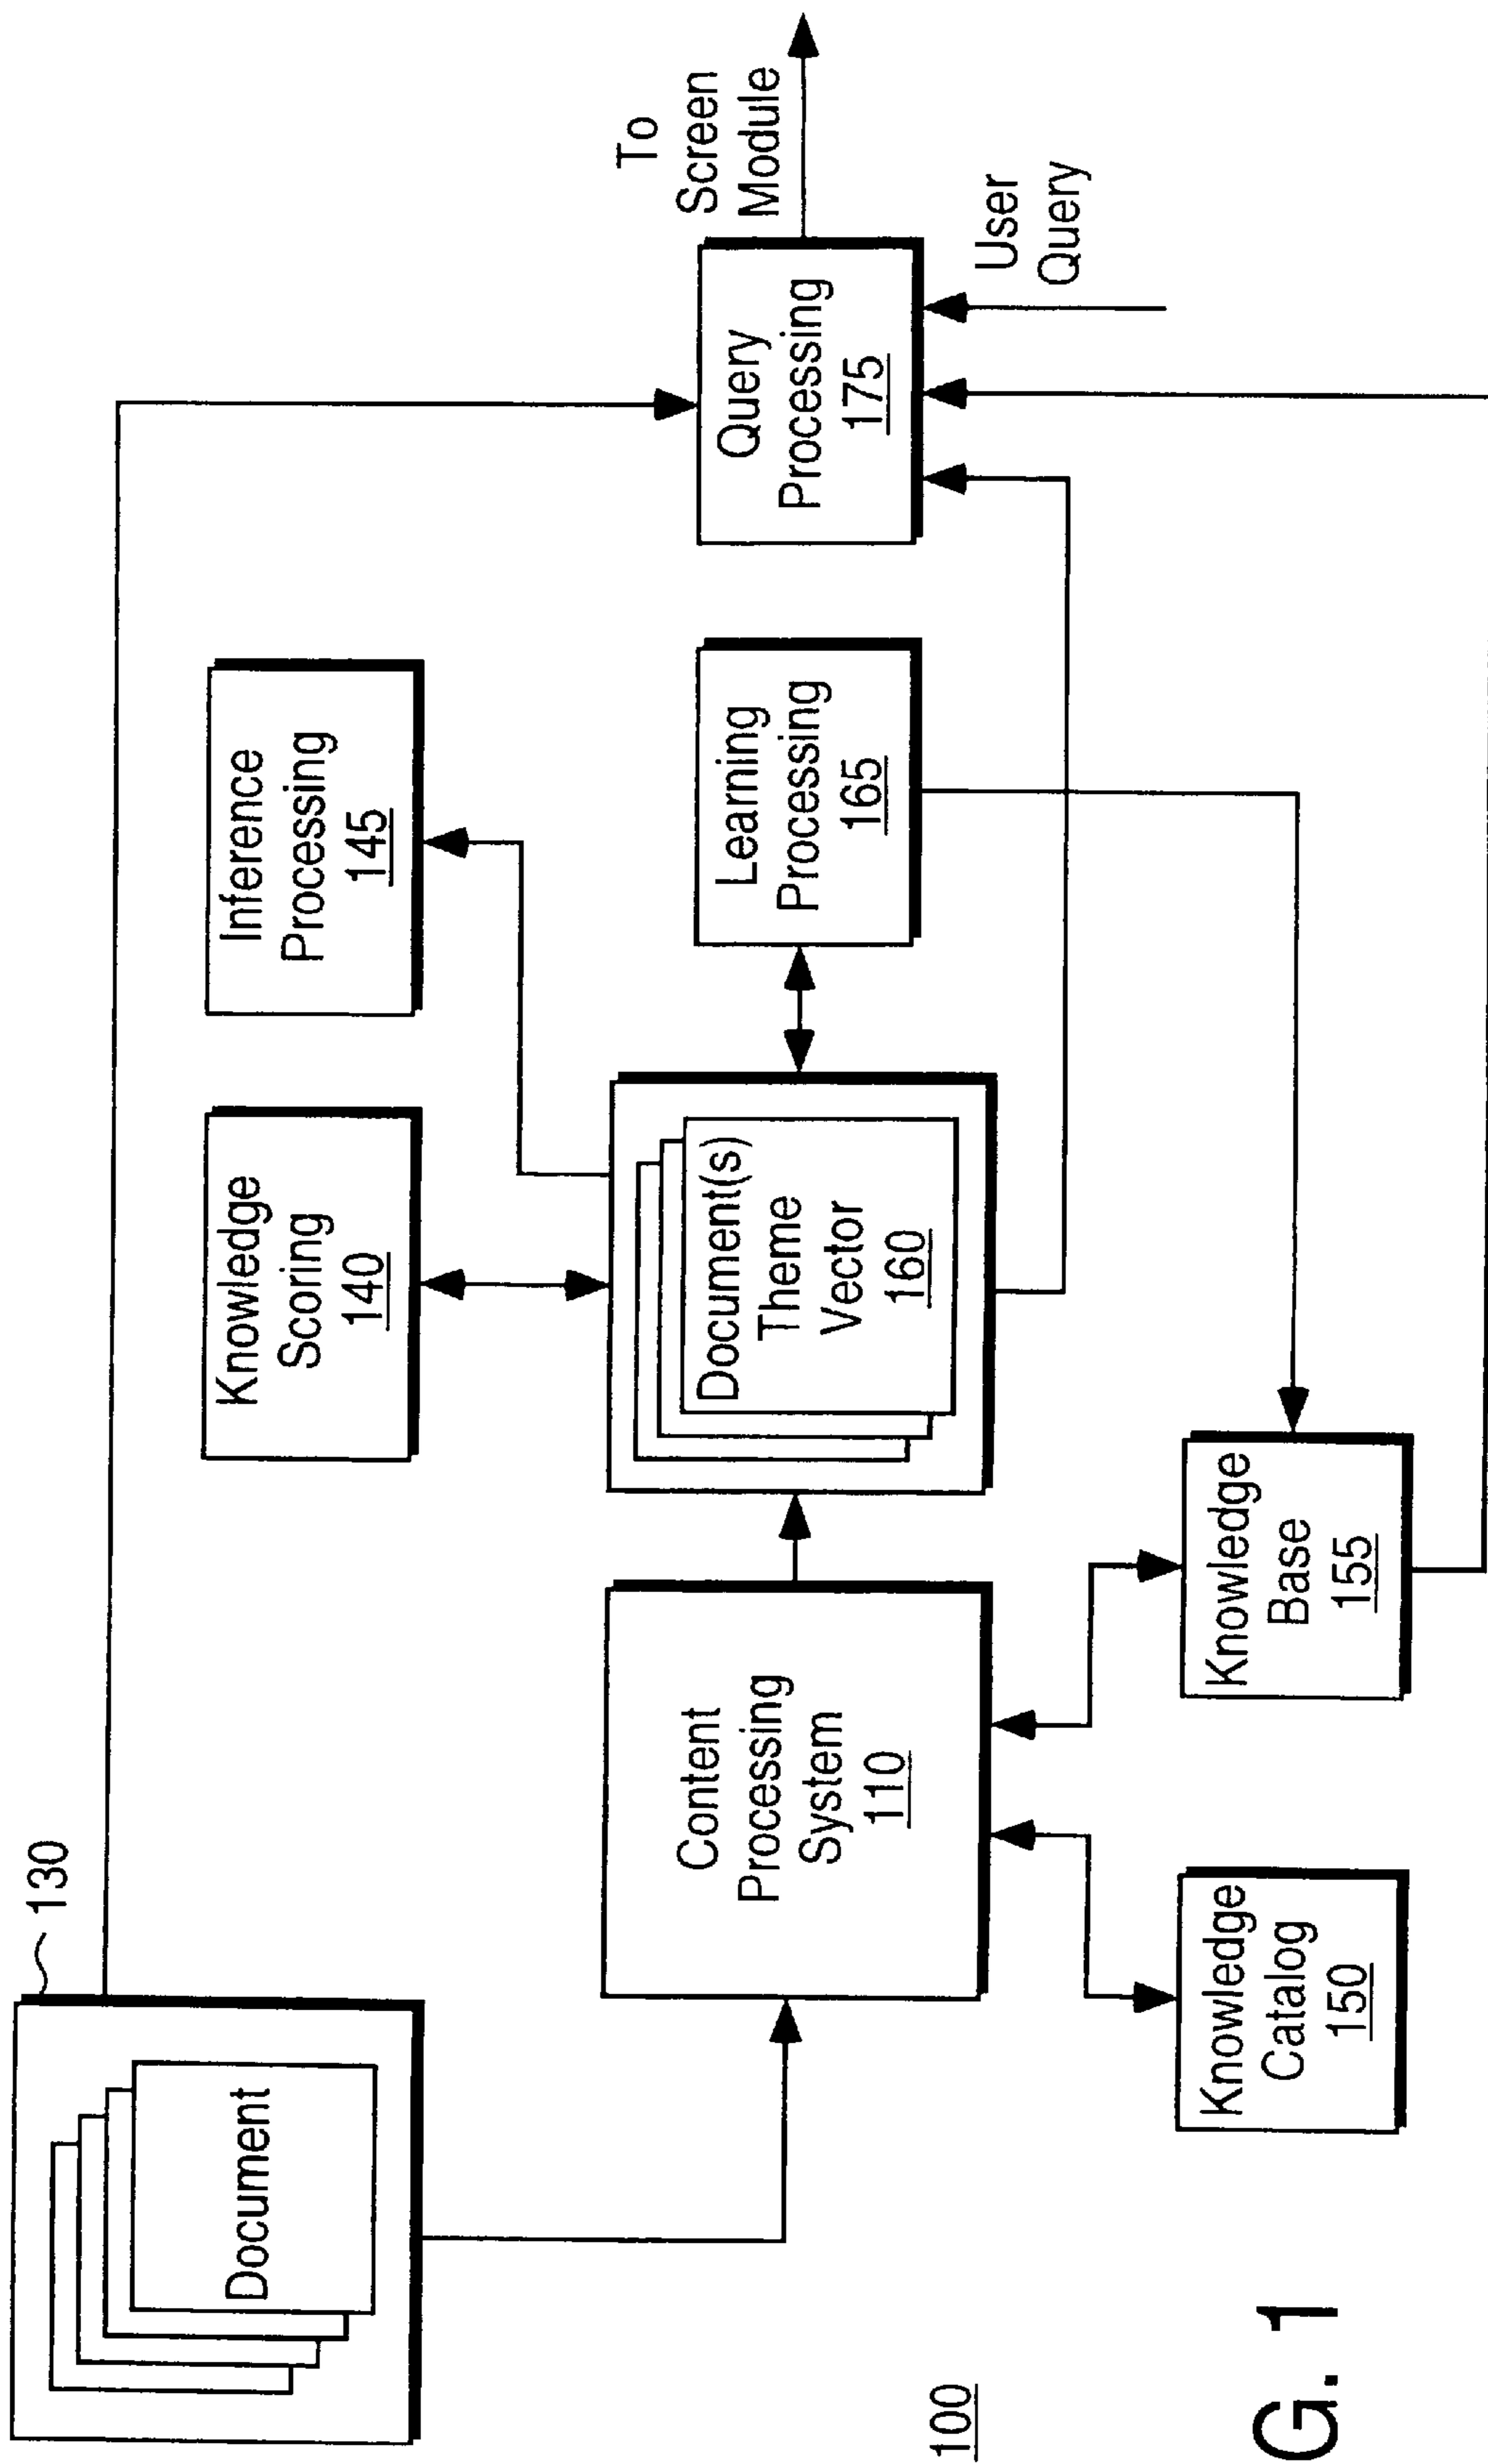 130
Document
Knowledge
Scoring
140
Inference
Processing
145
Content
Processing
System
110
Document(s)
Theme
Vector
160
Learning
Processing
165
Query
Processing
175
To
Screen
Module
User
Query
Knowledge
Catalog
150
Knowledge
Base
155
100
G. 1